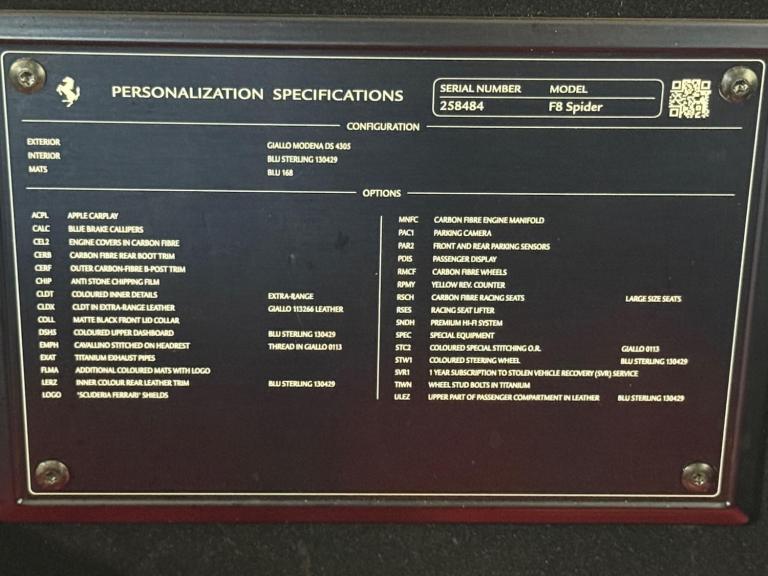 PERSONALIZATION SPECIFICATIONS
SERIAL NUMBER MODEL
258484 F8 Spider
CONFIGURATION
EXTERIOR GIALLO MODENA DS 4305
INTERIOR BLU STERLING 130429
MATS BLU 168
OPTIONS
ACPL APPLE CARPLAY
CALC BLUE BRAKE CALLIPERS
CEL2 ENGINE COVERS IN CARBON FIBRE
CERB CARBON FIBRE REAR BOOT TRIM
CERF OUTER CARBON-FIBRE B-POST TRIM
CHIP ANTI STONE CHIPPING FILM
CLDT COLOURED INNER DETAILS EXTRA-RANGE
CLDX CLDT IN EXTRA-RANGE LEATHER GIALLO 113266 LEATHER
COLL MATTE BLACK FRONT LID COLLAR
DSHS COLOURED UPPER DASHBOARD BLU STERLING 130429
EMPH CAVALLINO STITCHED ON HEADREST THREAD IN GIALLO 0113
EXAT TITANIUM EXHAUST PIPES
FLMA ADDITIONAL COLOURED MATS WITH LOGO
LERZ INNER COLOUR REAR LEATHER TRIM BLU STERLING 130429
LOGO "SCUDERIA FERRARI" SHIELDS
MNFC CARBON FIBRE ENGINE MANIFOLD
PAC1 PARKING CAMERA
PAR2 FRONT AND REAR PARKING SENSORS
PDIS PASSENGER DISPLAY
RMCF CARBON FIBRE WHEELS
RPMY YELLOW REV. COUNTER
RSCH CARBON FIBRE RACING SEATS LARGE SIZE SEATS
RSES RACING SEAT LIFTER
SNDH PREMIUM HI-FI SYSTEM
SPEC SPECIAL EQUIPMENT
STC2 COLOURED SPECIAL STITCHING O.R. GIALLO 0113
STW1 COLOURED STEERING WHEEL BLU STERLING 130429
SVR1 1 YEAR SUBSCRIPTION TO STOLEN VEHICLE RECOVERY (SVR) SERVICE
TIWN WHEEL STUD BOLTS IN TITANIUM
ULEZ UPPER PART OF PASSENGER COMPARTMENT IN LEATHER BLU STERLING 130429